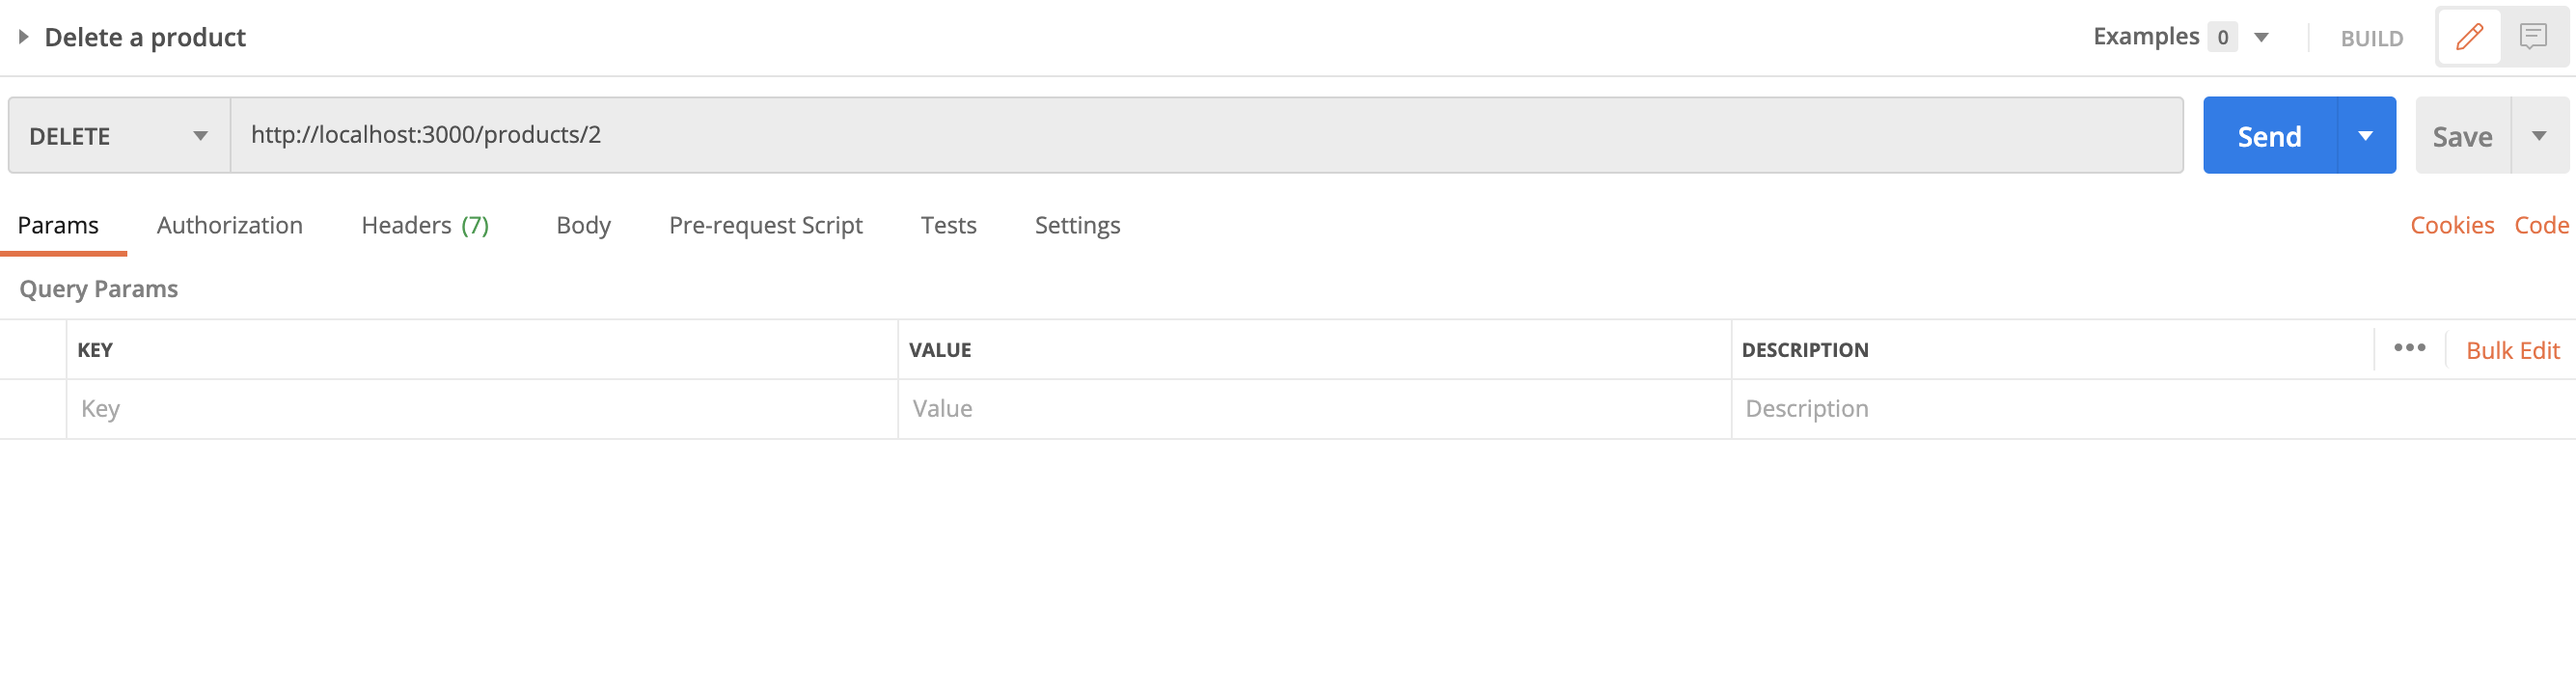 Delete a product
Examples 0
BUILD
DELETE
http://localhost:3000/products/2
Send
Save
Params Authorization Headers (7) Body Pre-request Script Tests Settings
Cookies Code
Query Params
KEY VALUE DESCRIPTION
Bulk Edit
Key Value Description